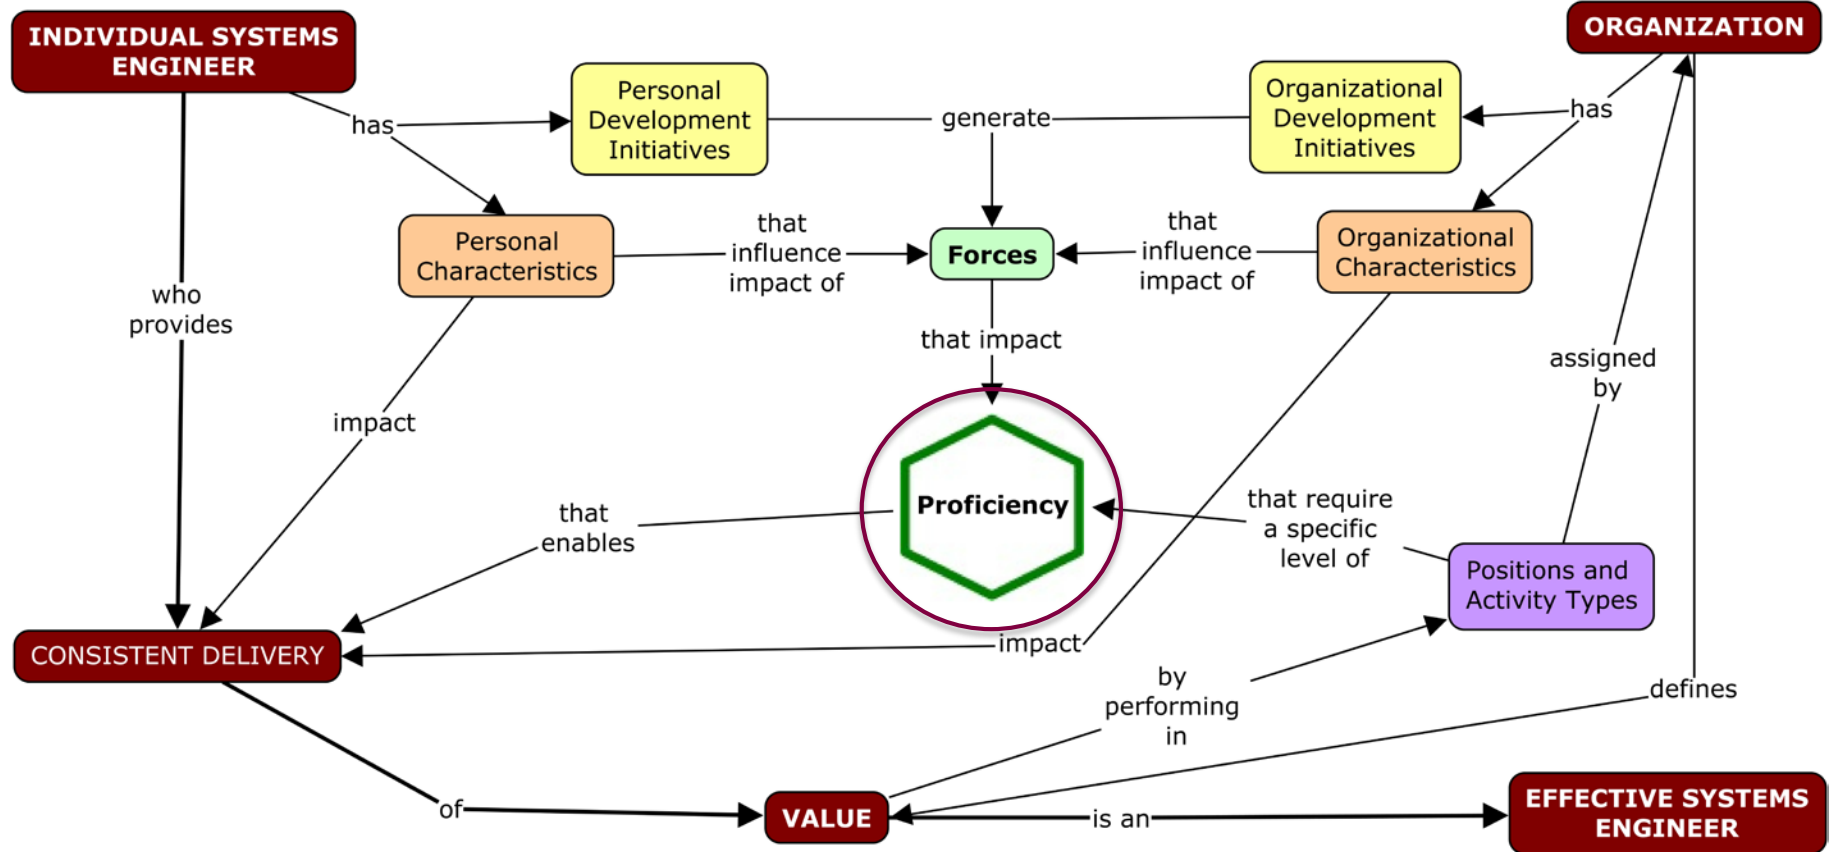 INDIVIDUAL SYSTEMS
ENGINEER
ORGANIZATION
Personal
Development
Initiatives
generate
Organizational
Development
Initiatives
has
has
Personal
Characteristics
that
influence
impact of
Forces
that
influence
impact of
Organizational
Characteristics
who
provides
that impact
assigned
by
impact
Proficiency
that
enables
that require
a specific
level of
Positions and
Activity Types
CONSISTENT DELIVERY
impact
by
performing
in
defines
of
VALUE
is an
EFFECTIVE SYSTEMS
ENGINEER